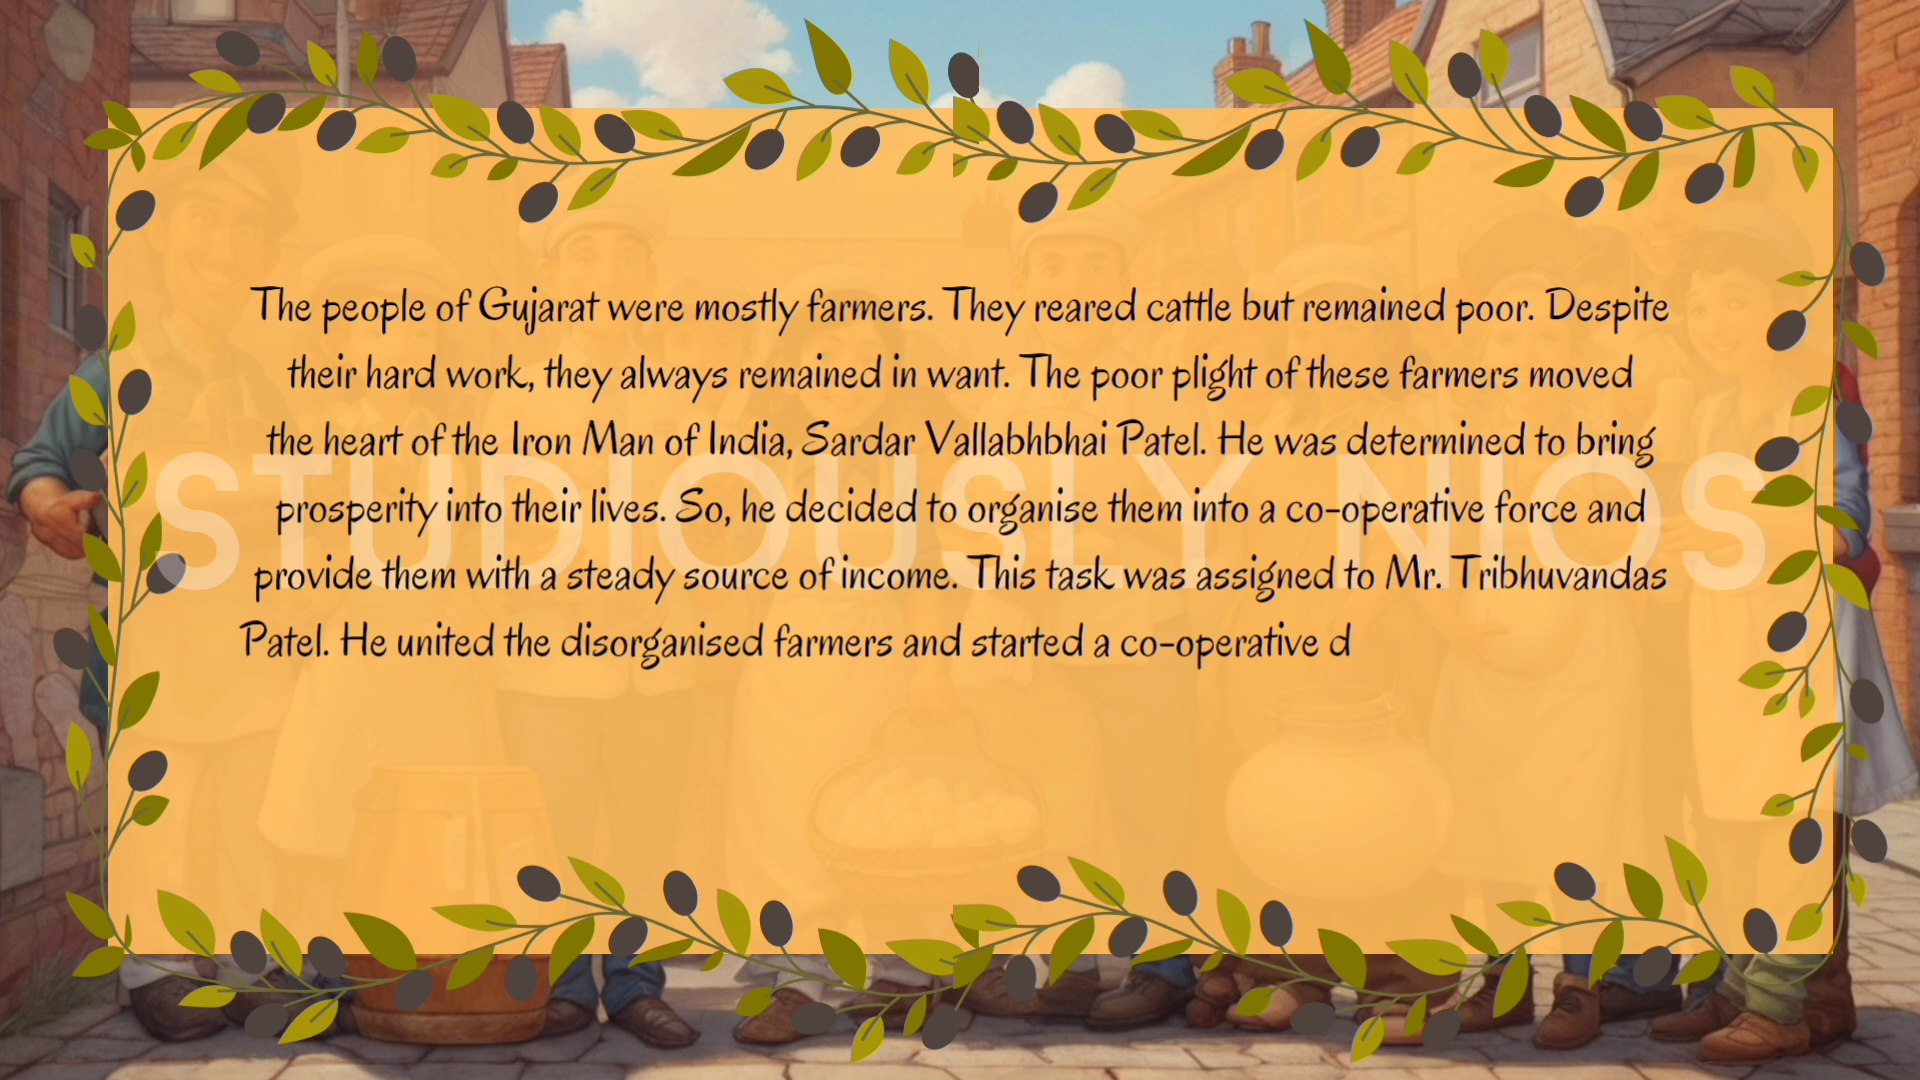 The people of Gujarat were mostly farmers. They reared cattle but remained poor. Despite
their hard work, they always remained in want. The poor plight of these farmers moved
the heart of the Iron Man of India, Sardar Vallabhbhai Patel. He was determined to bring
prosperity into their lives. So, he decided to organise them into a co-operative force and
provide them with a steady source of income. This task was assigned to Mr. Tribhuvandas
Patel. He united the disorganised farmers and started a co-operative d
STUDIOUSLY NIOS